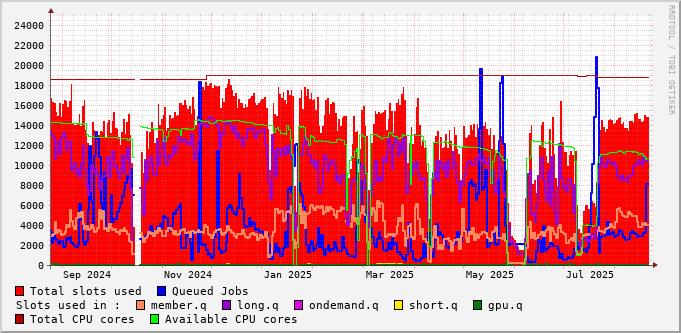 RRDTOOL / TOBI OETIKER
24000
22000
20000
18000
16000
14000
12000
10000
8000
6000
4000
2000
0
Sep 2024 Nov 2024 Jan 2025 Mar 2025 May 2025 Jul 2025
Total slots used Queued Jobs
Slots used in : member.q long.q ondemand.q short.q gpu.q
Total CPU cores Available CPU cores